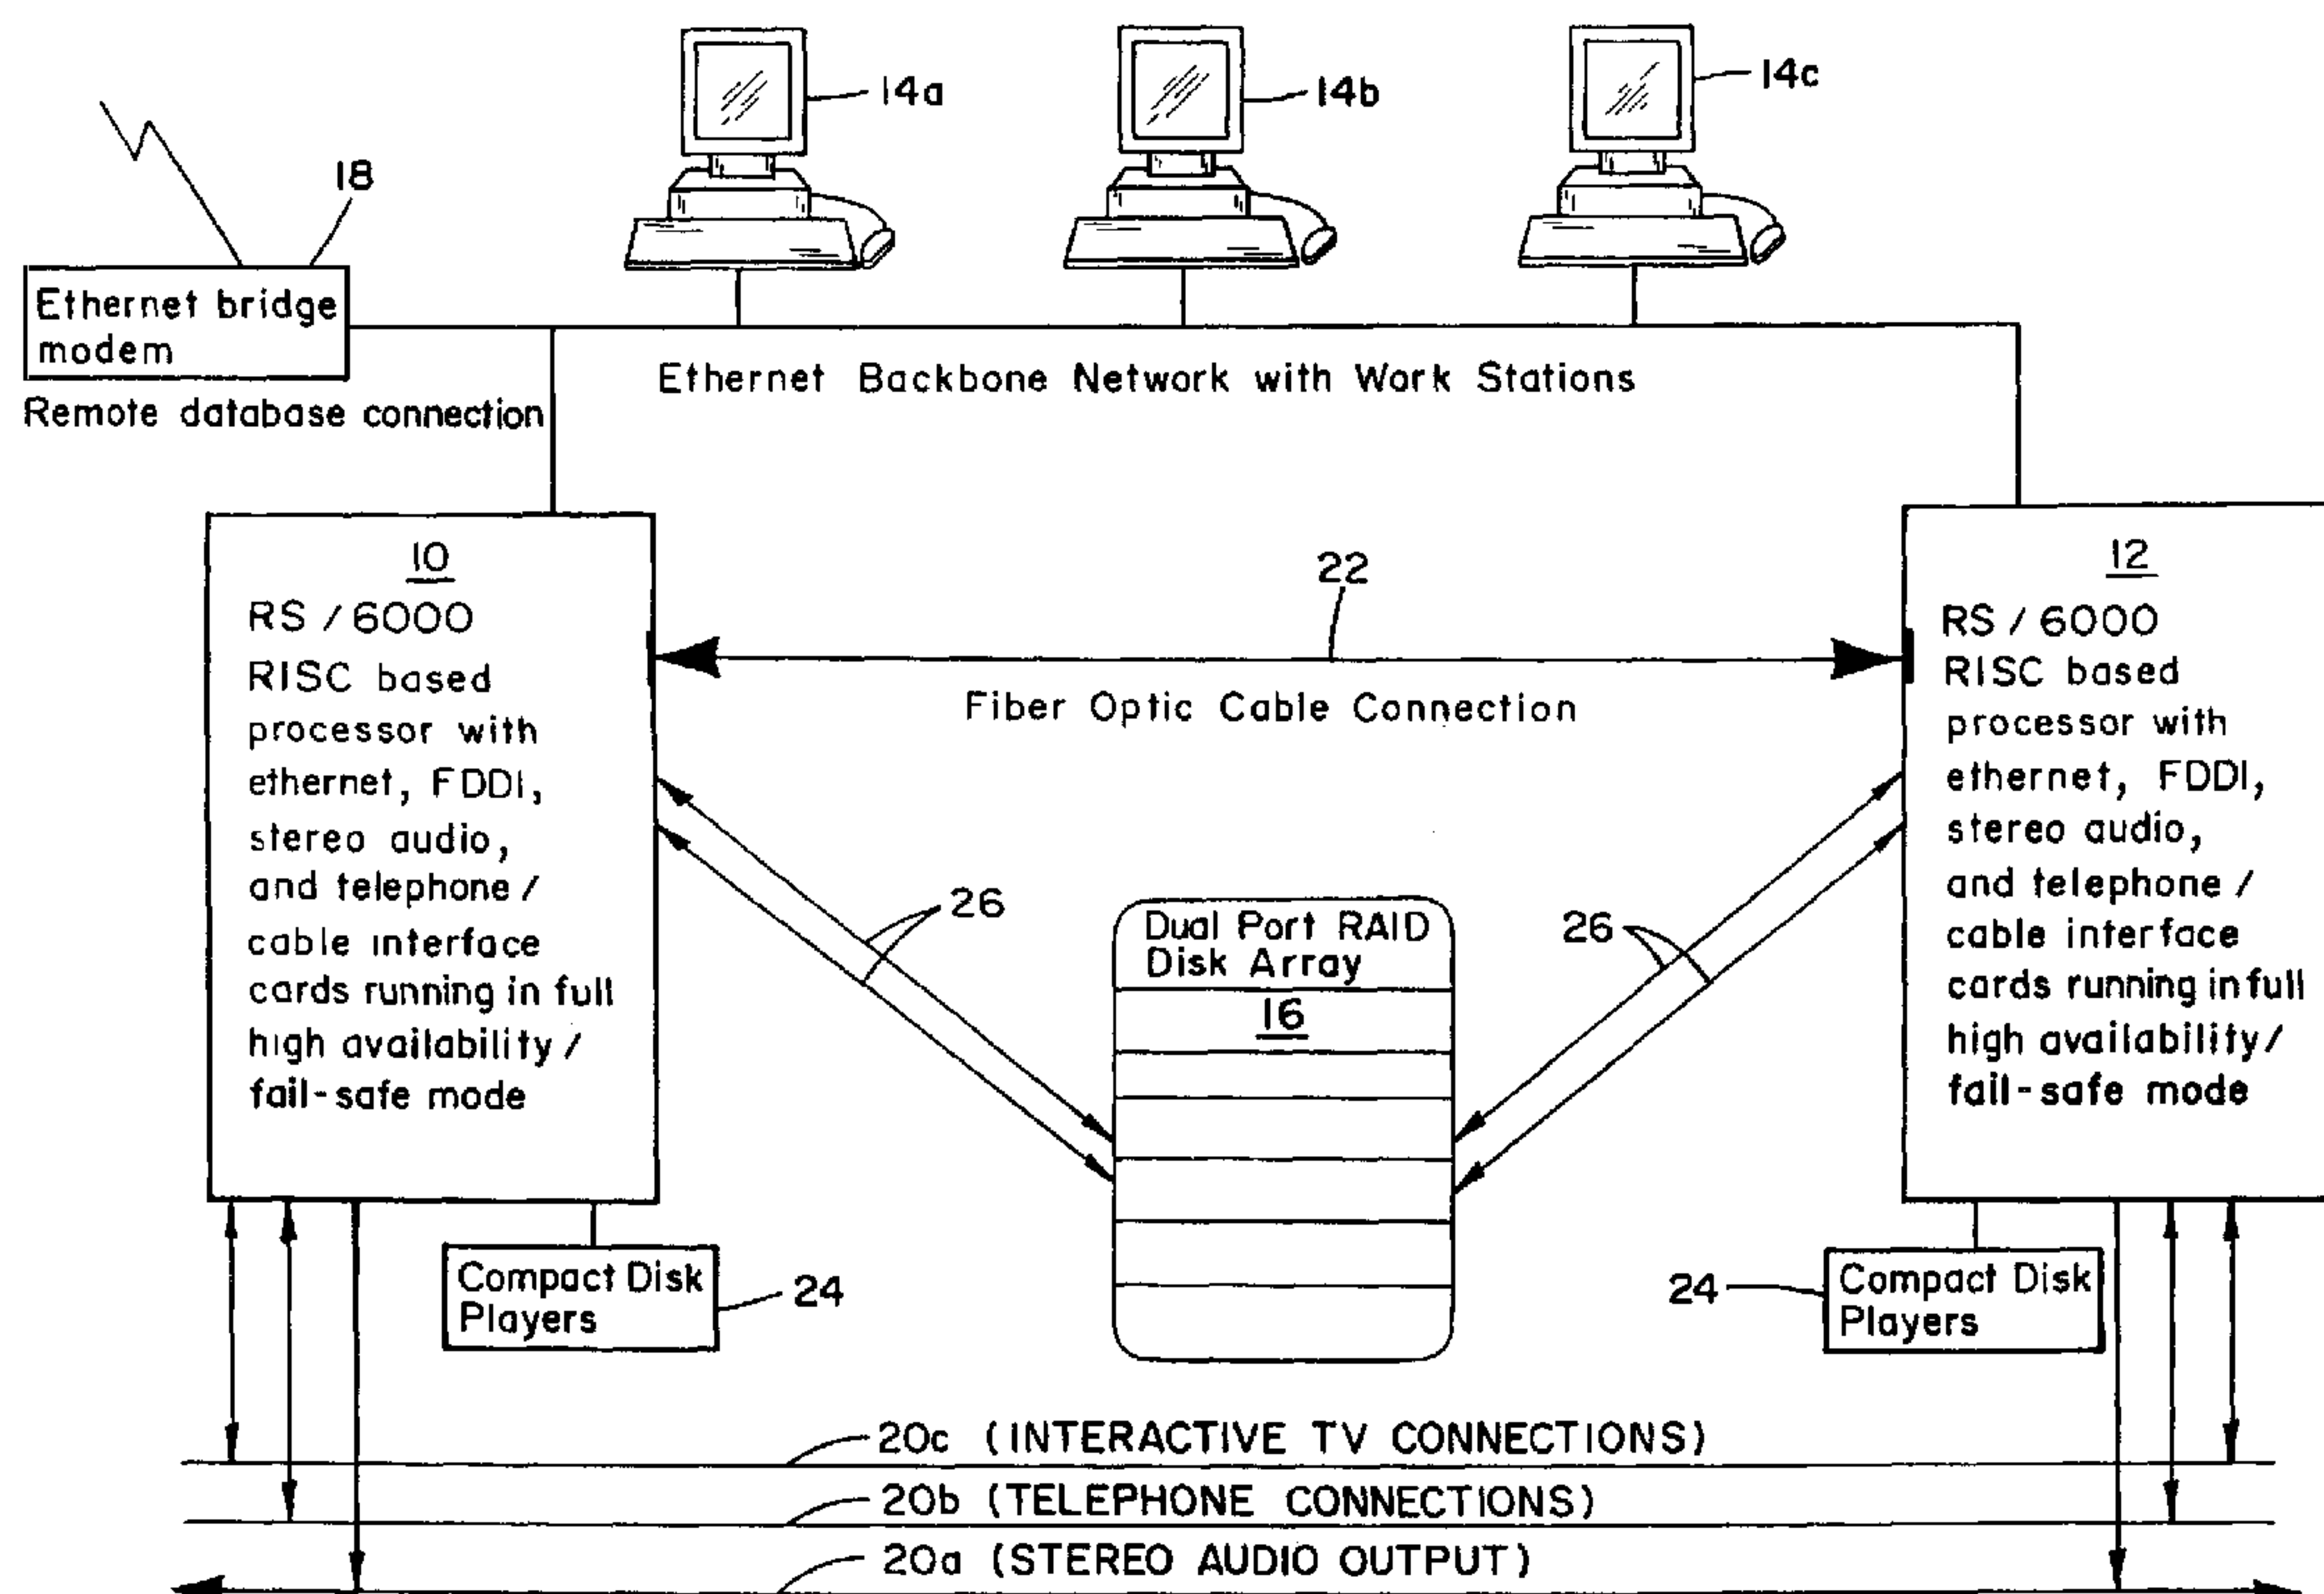 14a
14b
14c
18
Ethernet bridge
modem
Remote database connection
Ethernet Backbone Network with Work Stations
10
RS / 6000
RISC based
processor with
ethernet, FDDI,
stereo audio,
and telephone /
cable interface
cards running in full
high availability /
fail-safe mode
22
Fiber Optic Cable Connection
12
RS / 6000
RISC based
processor with
ethernet, FDDI,
stereo audio,
and telephone /
cable interface
cards running in full
high availability/
fail-safe mode
26
Dual Port RAID
Disk Array
16
26
Compact Disk
Players
24
24
Compact Disk
Players
20c (INTERACTIVE TV CONNECTIONS)
20b (TELEPHONE CONNECTIONS)
20a (STEREO AUDIO OUTPUT)